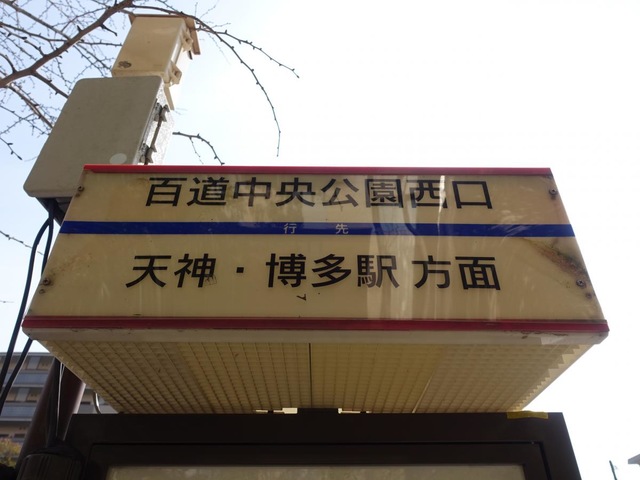 百道中央公園西口
行先
天神・博多駅 方面